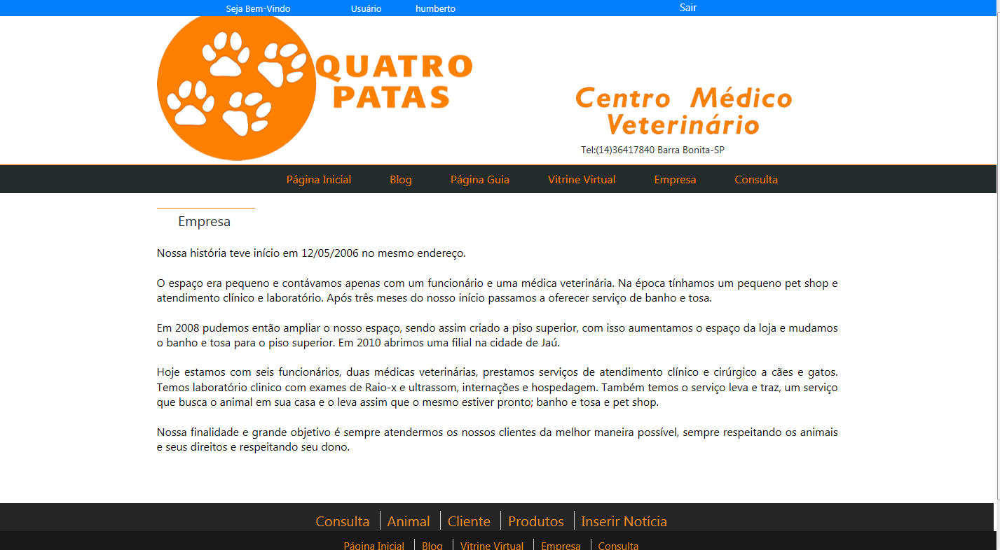 Seja Bem-Vindo Usuário humberto Sair
QUATRO
PATAS
Centro Médico
Veterinário
Tel:(14)36417840 Barra Bonita-SP
Página Inicial Blog Página Guia Vitrine Virtual Empresa Consulta
Empresa
Nossa história teve início em 12/05/2006 no mesmo endereço.
O espaço era pequeno e contávamos apenas com um funcionário e uma médica veterinária. Na época tínhamos um pequeno pet shop e
atendimento clínico e laboratório. Após três meses do nosso início passamos a oferecer serviço de banho e tosa.
Em 2008 pudemos então ampliar o nosso espaço, sendo assim criado a piso superior, com isso aumentamos o espaço da loja e mudamos
o banho e tosa para o piso superior. Em 2010 abrimos uma filial na cidade de Jaú.
Hoje estamos com seis funcionários, duas médicas veterinárias, prestamos serviços de atendimento clínico e cirúrgico a cães e gatos.
Temos laboratório clinico com exames de Raio-x e ultrassom, internações e hospedagem. Também temos o serviço leva e traz, um serviço
que busca o animal em sua casa e o leva assim que o mesmo estiver pronto; banho e tosa e pet shop.
Nossa finalidade e grande objetivo é sempre atendermos os nossos clientes da melhor maneira possível, sempre respeitando os animais
e seus direitos e respeitando seu dono.
Consulta Animal Cliente Produtos Inserir Notícia
Página Inicial Blog Vitrine Virtual Empresa Consulta